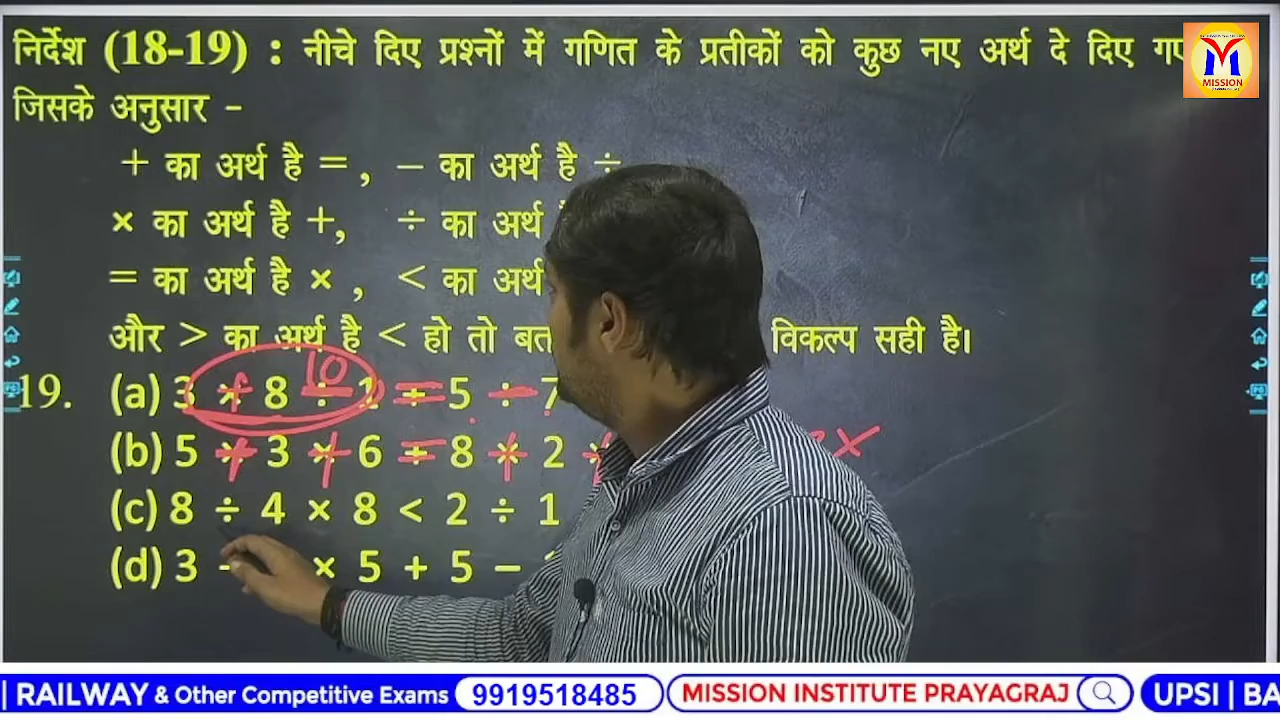 निर्देश (18-19) : नीचे दिए प्रश्नों में गणित के प्रतीकों को कुछ नए अर्थ दे दिए
MISSION
जिसके अनुसार -
+ का अर्थ है = , - का अर्थ है ÷
× का अर्थ है +, ÷ का अर्थ
= का अर्थ है × , < का अर्थ
और > का अर्थ है < हो तो विकल्प सही है।
10
19. (a) 3 × 8 ÷ 1 + 5 ÷ 7
(b) 5 × 3 × 6 + 8 × 2
(c) 8 ÷ 4 × 8 < 2 ÷ 1
(d) 3 × 5 + 5 -
| RAILWAY & Other Competitive Exams 9919518485 MISSION INSTITUTE PRAYAGRAJ UPSI | BA